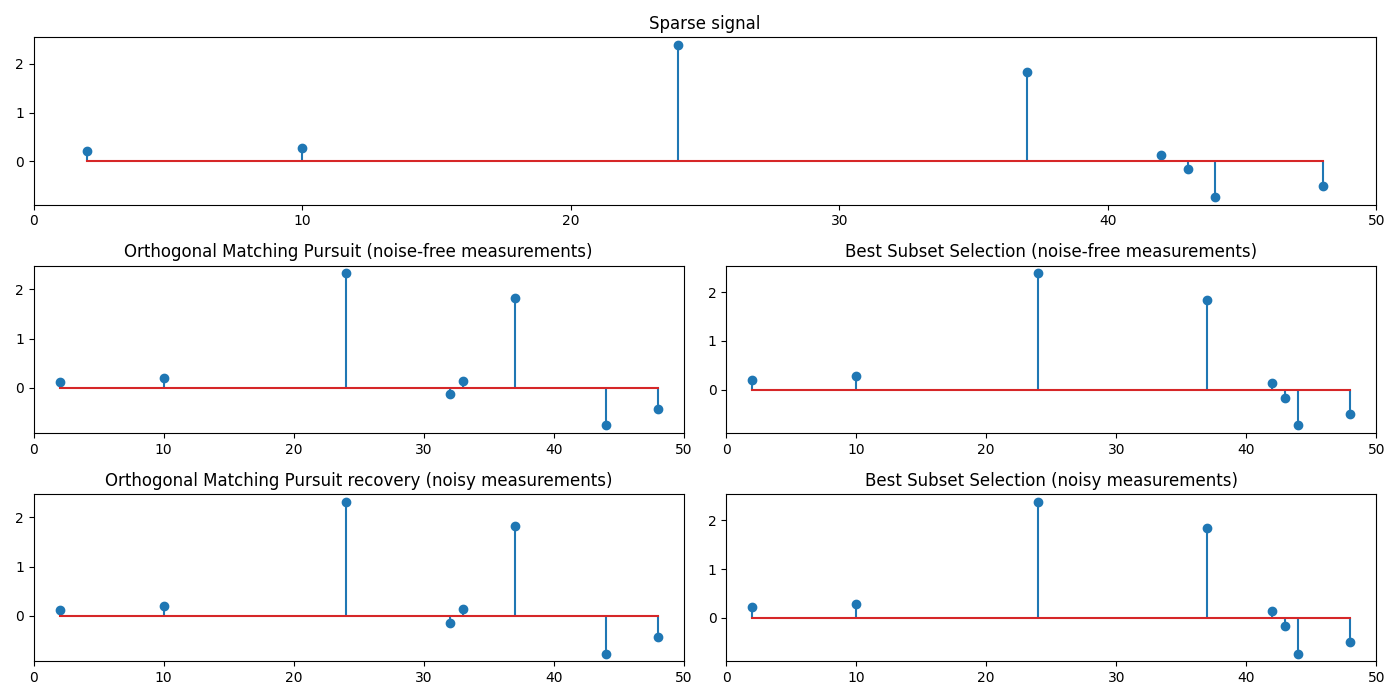 Sparse signal
2
1
0
0 10 20 30 40 50
Orthogonal Matching Pursuit (noise-free measurements)
2
1
0
0 10 20 30 40 50
Best Subset Selection (noise-free measurements)
2
1
0
0 10 20 30 40 50
Orthogonal Matching Pursuit recovery (noisy measurements)
2
1
0
0 10 20 30 40 50
Best Subset Selection (noisy measurements)
2
1
0
0 10 20 30 40 50